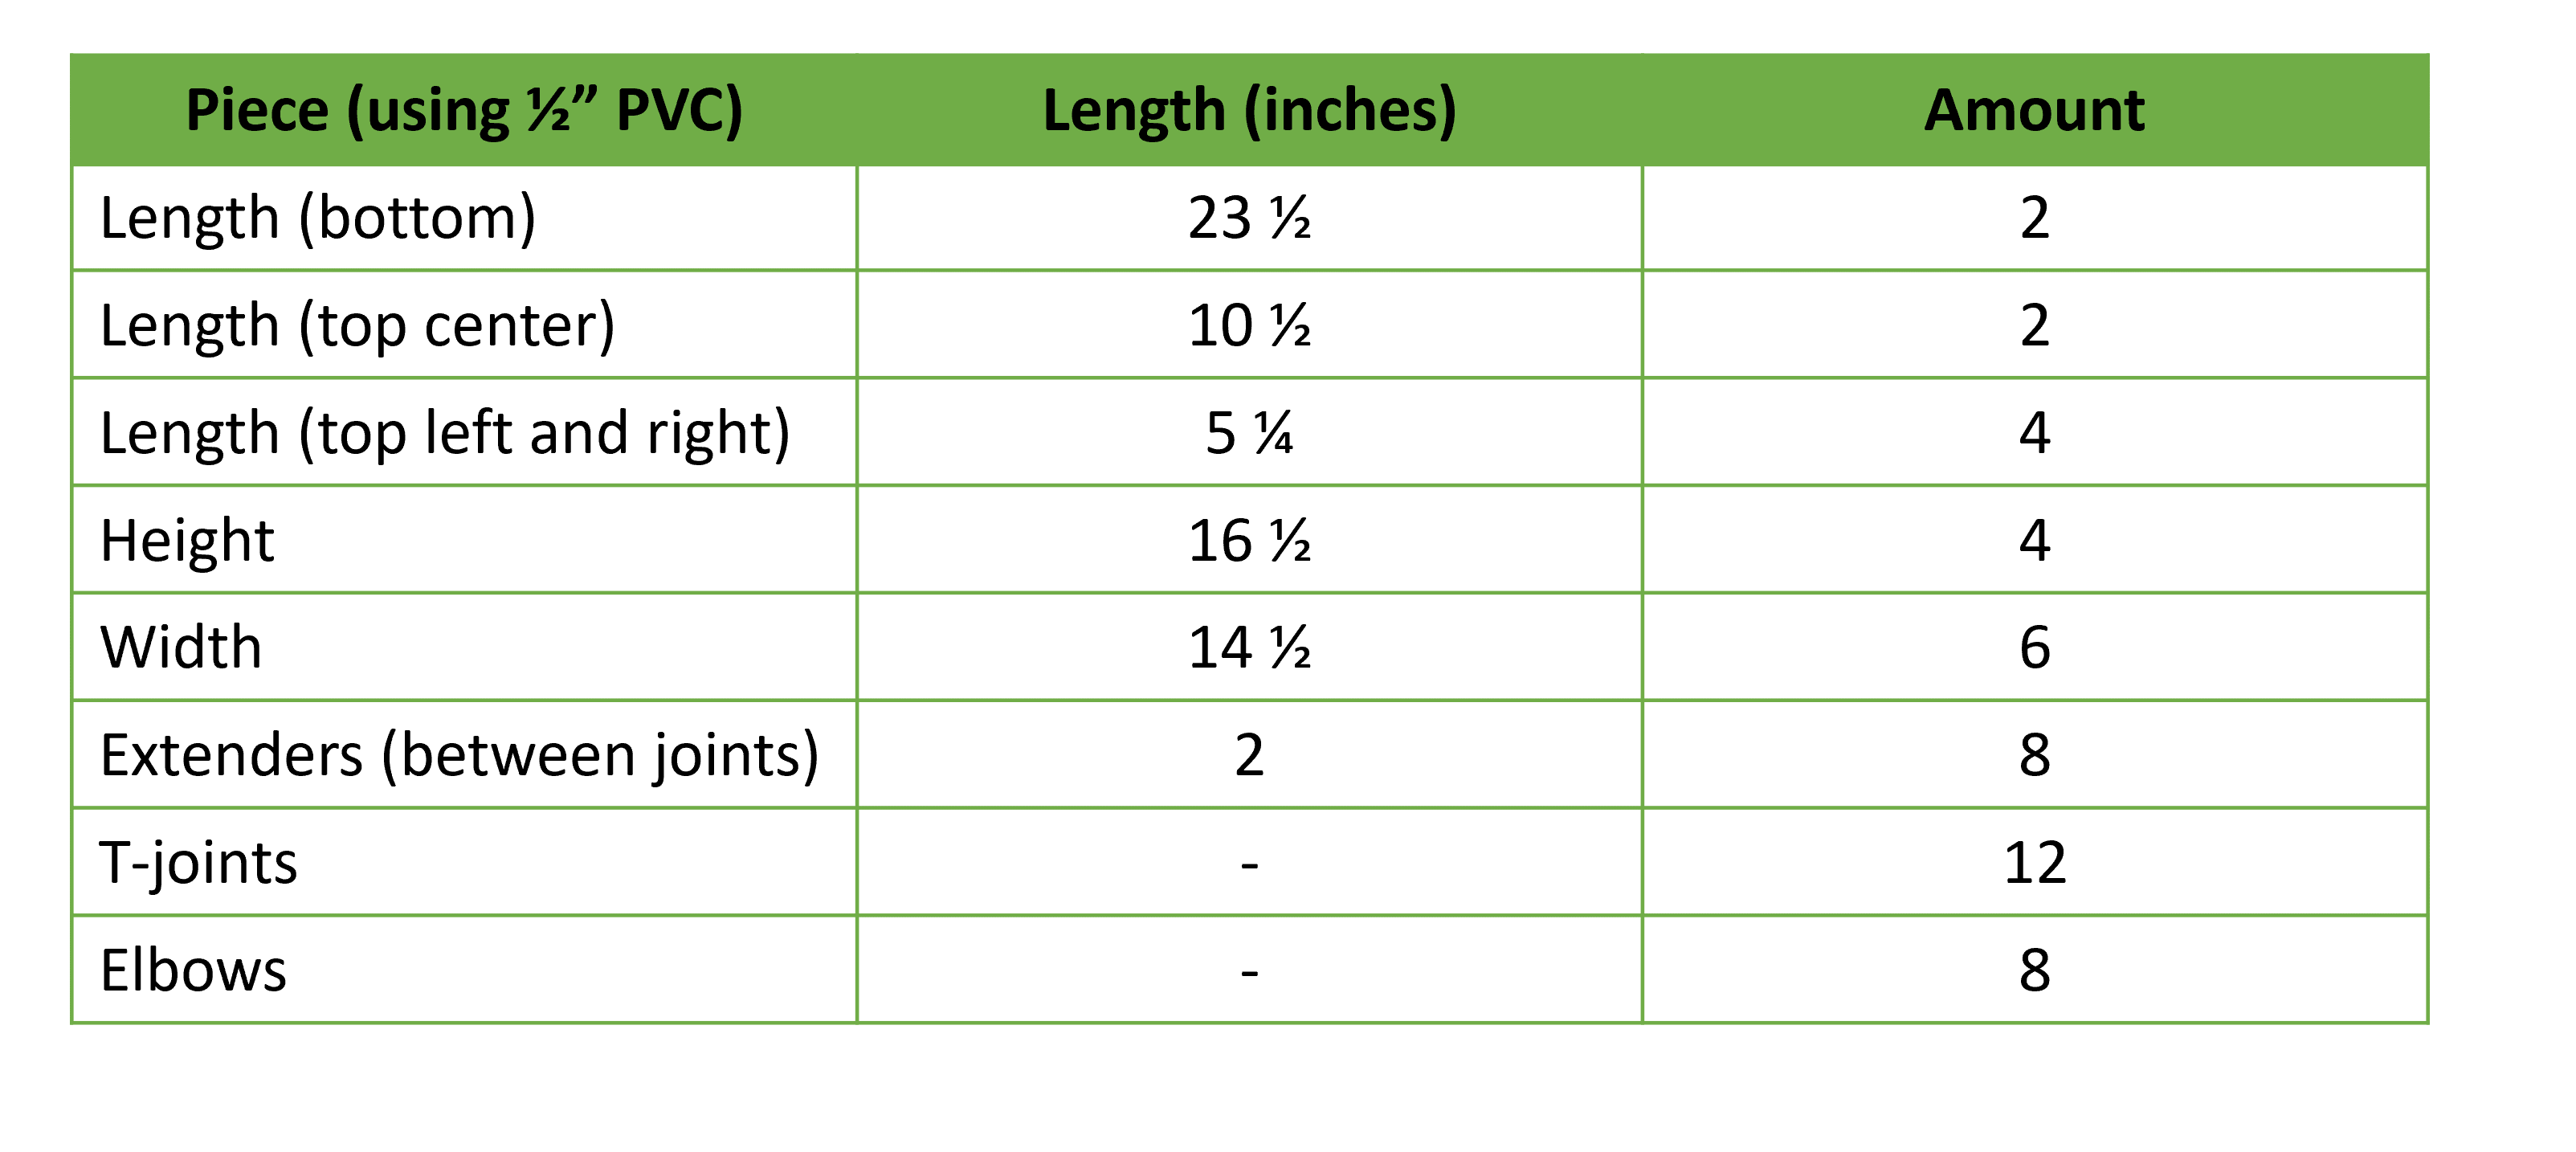 Piece (using ½” PVC) Length (inches) Amount
Length (bottom) 23 ½ 2
Length (top center) 10 ½ 2
Length (top left and right) 5 ¼ 4
Height 16 ½ 4
Width 14 ½ 6
Extenders (between joints) 2 8
T-joints - 12
Elbows - 8